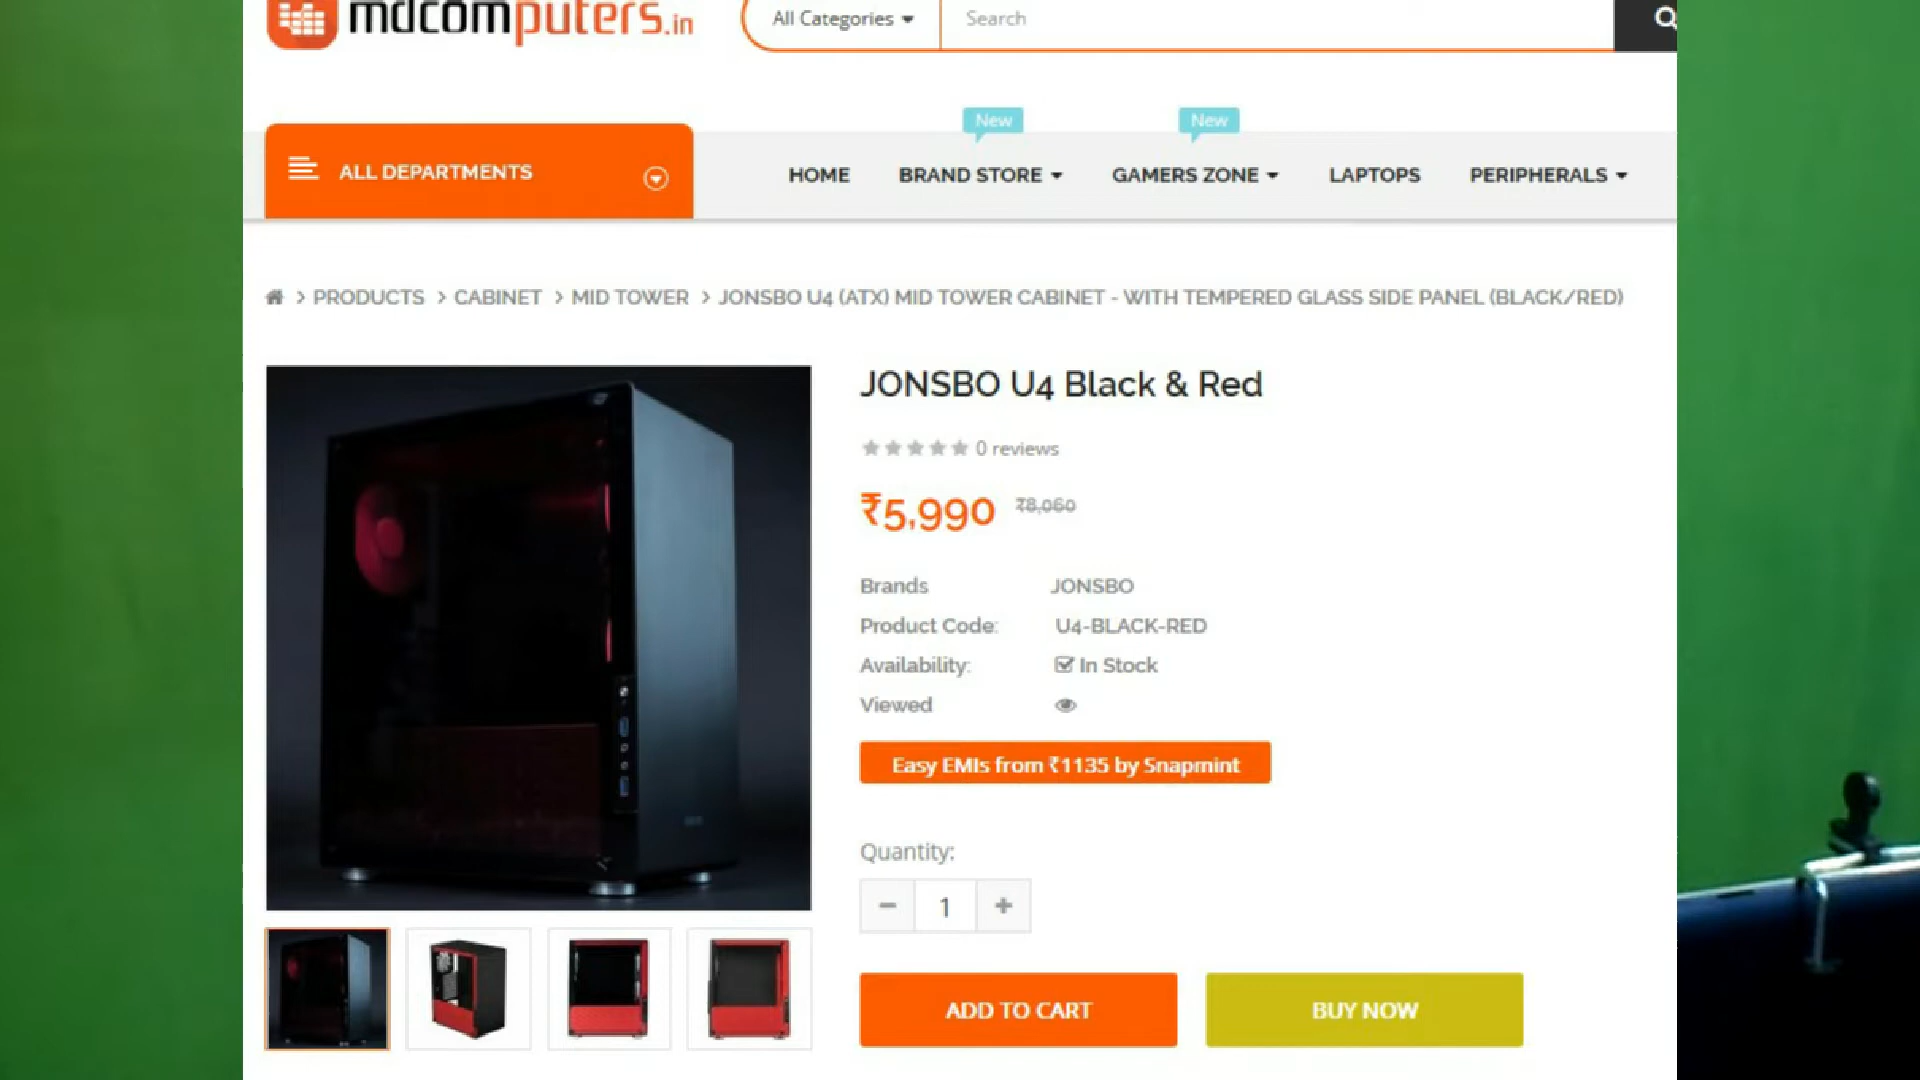 mdcomputers.in
All Categories
Search
New
New
ALL DEPARTMENTS
HOME
BRAND STORE
GAMERS ZONE
LAPTOPS
PERIPHERALS
PRODUCTS > CABINET > MID TOWER > JONSBO U4 (ATX) MID TOWER CABINET - WITH TEMPERED GLASS SIDE PANEL (BLACK/RED)
JONSBO U4 Black & Red
0 reviews
₹5,990 ₹8,060
Brands JONSBO
Product Code: U4-BLACK-RED
Availability: In Stock
Viewed
Easy EMIs from ₹1135 by Snapmint
Quantity:
1
ADD TO CART
BUY NOW